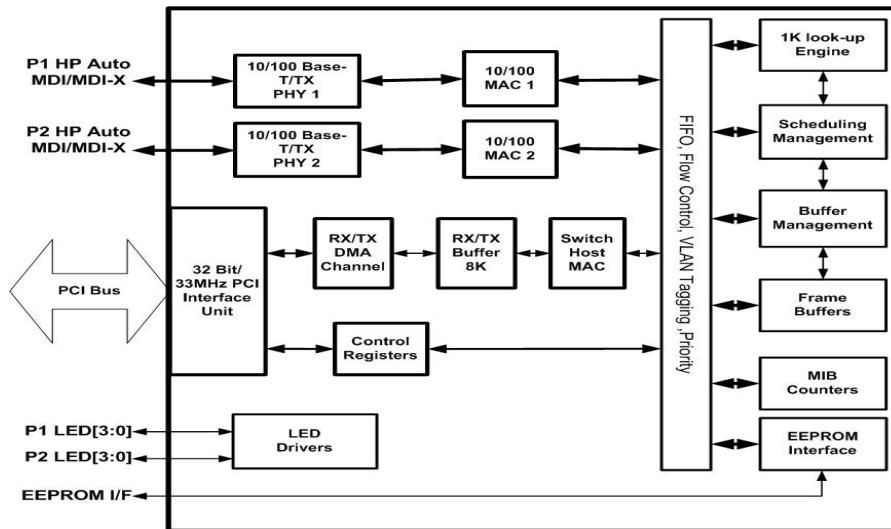 P1 HP Auto
MDI/MDI-X
10/100 Base-
T/TX
PHY 1
10/100
MAC 1
P2 HP Auto
MDI/MDI-X
10/100 Base-
T/TX
PHY 2
10/100
MAC 2
PCI Bus
32 Bit/
33MHz PCI
Interface
Unit
RX/TX
DMA
Channel
RX/TX
Buffer
8K
Switch
Host
MAC
Control
Registers
P1 LED[3:0]
P2 LED[3:0]
LED
Drivers
EEPROM I/F
FIFO, Flow Control, VLAN Tagging ,Priority
1K look-up
Engine
Scheduling
Management
Buffer
Management
Frame
Buffers
MIB
Counters
EEPROM
Interface